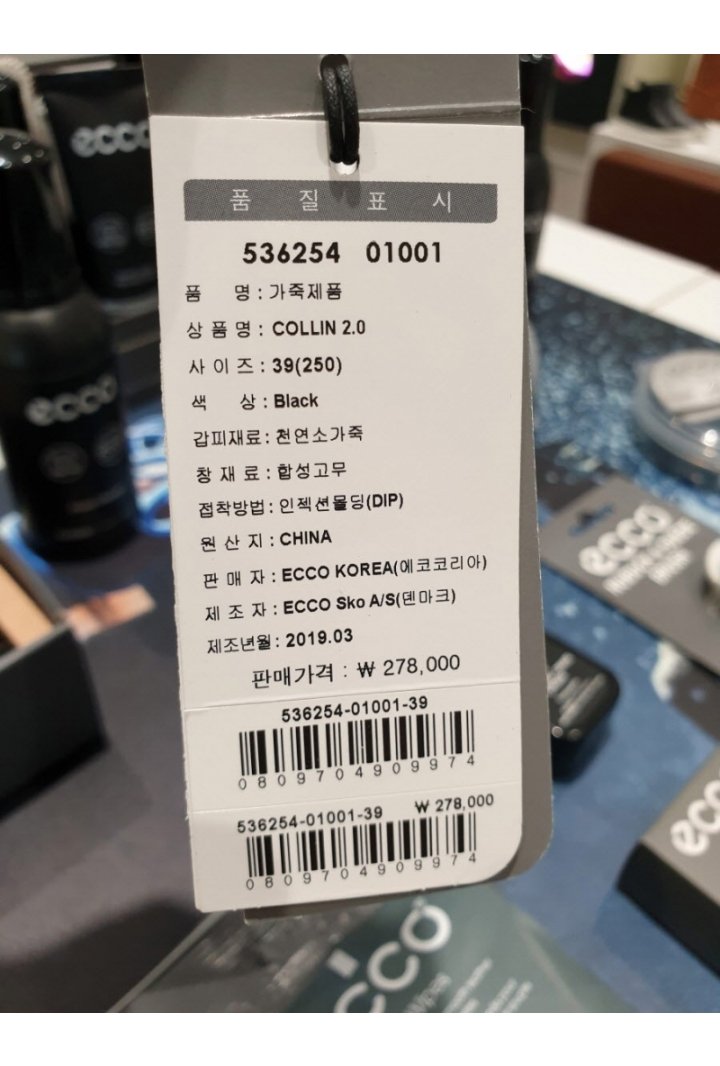 ecco
품 질 표 시
536254 01001
품 명 : 가죽제품
상 품 명 : COLLIN 2.0
사 이 즈 : 39(250)
색 상 : Black
갑피재료 : 천연소가죽
창 재 료 : 합성고무
접착방법 : 인젝션몰딩(DIP)
원 산 지 : CHINA
판 매 자 : ECCO KOREA(에코코리아)
제 조 자 : ECCO Sko A/S(덴마크)
제조년월 : 2019.03
판매가격 : ₩ 278,000
536254-01001-39
0809704909974
536254-01001-39 ₩ 278,000
0809704909974
ecco
ecco
ecco
ecco